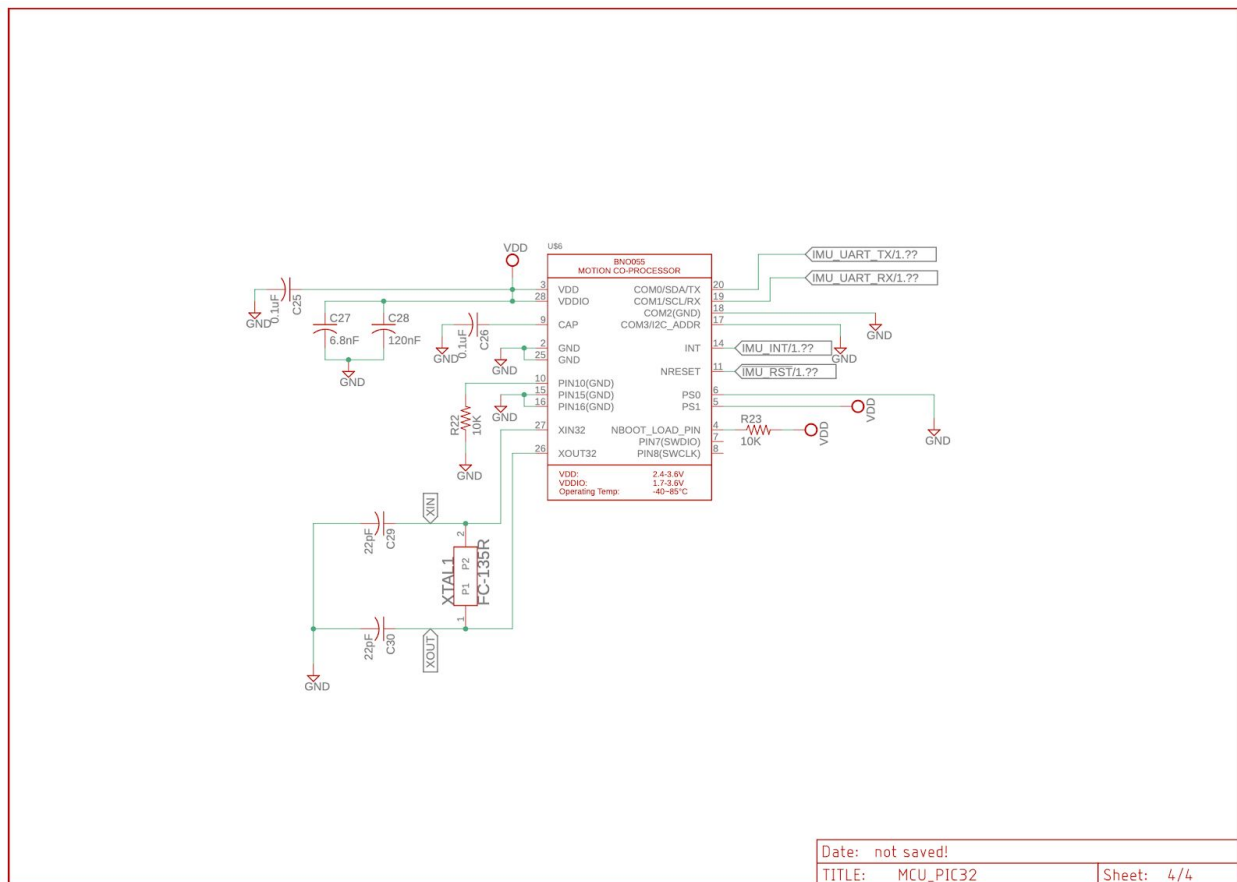 VDD
U$6
BNO055
MOTION CO-PROCESSOR
IMU_UART_TX/1.??
IMU_UART_RX/1.??
3 VDD
28 VDDIO
9 CAP
2 GND
25 GND
10 PIN10(GND)
15 PIN15(GND)
16 PIN16(GND)
27 XIN32
26 XOUT32
COM0/SDA/TX 20
COM1/SCL/RX 19
COM2(GND) 18
COM3/I2C_ADDR 17
INT 14
NRESET 11
PS0 6
PS1 5
NBOOT_LOAD_PIN 4
PIN7(SWDIO) 7
PIN8(SWCLK) 8
VDD: 2.4-3.6V
VDDIO: 1.7-3.6V
Operating Temp: -40~85°C
0.1uF
C25
GND
C27
6.8nF
C28
120nF
GND
0.1uF
C26
GND
GND
GND
R22
10K
GND
GND
GND
IMU_INT/1.??
IMU_RST/1.??
VDD
GND
R23
10K
VDD
XIN
22pF
C29
2
P2
P1
1
XTAL1
FC-135R
22pF
C30
XOUT
GND
Date: not saved!
TITLE: MCU_PIC32
Sheet: 4/4